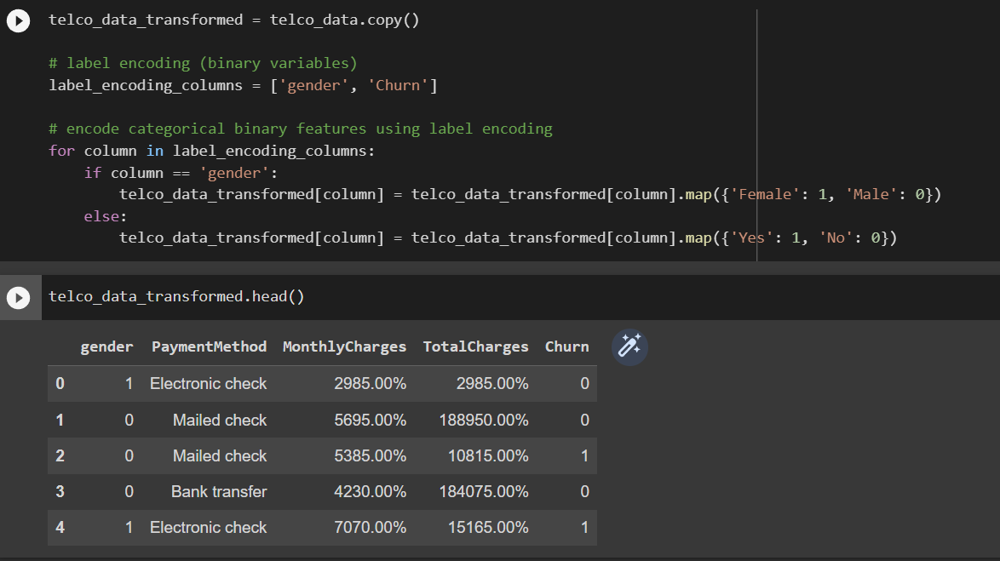 telco_data_transformed = telco_data.copy()
# label encoding (binary variables)
label_encoding_columns = ['gender', 'Churn']
# encode categorical binary features using label encoding
for column in label_encoding_columns:
    if column == 'gender':
        telco_data_transformed[column] = telco_data_transformed[column].map({'Female': 1, 'Male': 0})
    else:
        telco_data_transformed[column] = telco_data_transformed[column].map({'Yes': 1, 'No': 0})
telco_data_transformed.head()
gender PaymentMethod MonthlyCharges TotalCharges Churn
0 1 Electronic check 2985.00% 2985.00% 0
1 0 Mailed check 5695.00% 188950.00% 0
2 0 Mailed check 5385.00% 10815.00% 1
3 0 Bank transfer 4230.00% 184075.00% 0
4 1 Electronic check 7070.00% 15165.00% 1